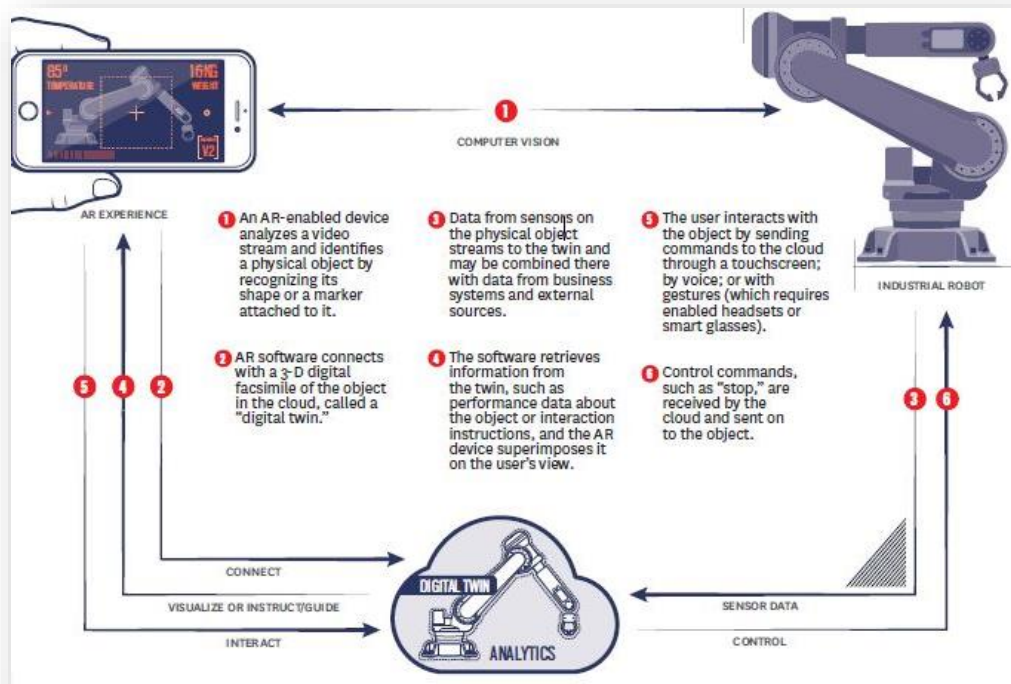 85°
TEMPERATURE
16KG
WEIGHT
V2
1
COMPUTER VISION
AR EXPERIENCE
INDUSTRIAL ROBOT
1 An AR-enabled device
analyzes a video
stream and identifies
a physical object by
recognizing its
shape or a marker
attached to it.
2 AR software connects
with a 3-D digital
facsimile of the object
in the cloud, called a
“digital twin.”
3 Data from sensors on
the physical object
streams to the twin and
may be combined there
with data from business
systems and external
sources.
4 The software retrieves
information from
the twin, such as
performance data about
the object or interaction
instructions, and the AR
device superimposes it
on the user’s view.
5 The user interacts with
the object by sending
commands to the cloud
through a touchscreen;
by voice; or with
gestures (which requires
enabled headsets or
smart glasses).
6 Control commands,
such as “stop,” are
received by the
cloud and sent on
to the object.
5
4
2
3
6
CONNECT
VISUALIZE OR INSTRUCT/GUIDE
INTERACT
DIGITAL TWIN
ANALYTICS
SENSOR DATA
CONTROL